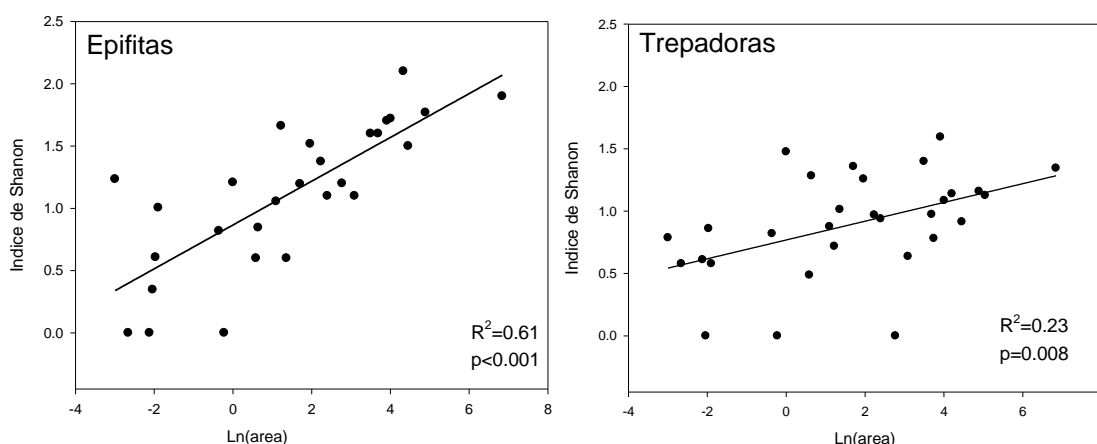 Epifitas
Indice de Shanon
2.5
2.0
1.5
1.0
0.5
0.0
R²=0.61
p<0.001
-4 -2 0 2 4 6 8
Ln(area)
Trepadoras
Indice de Shanon
2.5
2.0
1.5
1.0
0.5
0.0
R²=0.23
p=0.008
-4 -2 0 2 4 6
Ln(area)